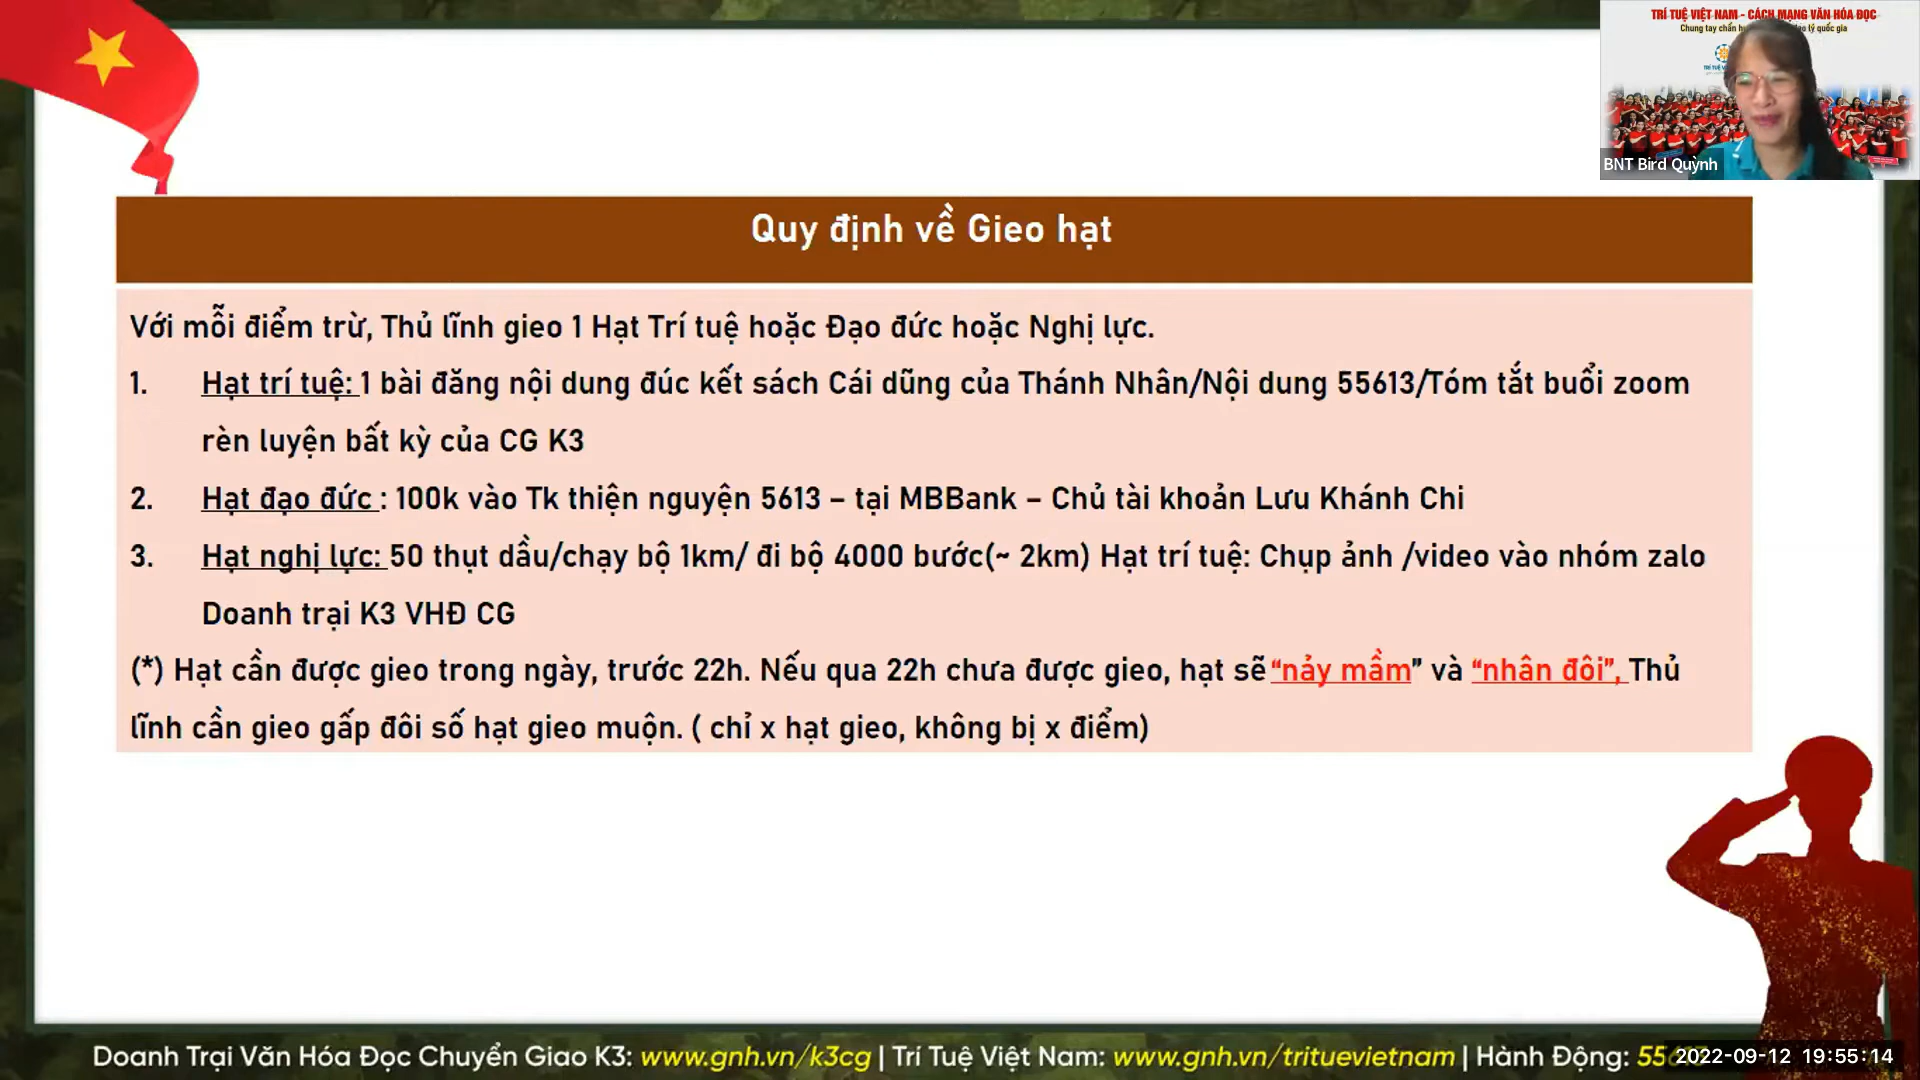 TRÍ TUỆ VIỆT NAM - CÁCH MẠNG VĂN HÓA ĐỌC
Chung tay chấn lý quốc gia
BNT Bird Quỳnh
Quy định về Gieo hạt
Với mỗi điểm trừ, Thủ lĩnh gieo 1 Hạt Trí tuệ hoặc Đạo đức hoặc Nghị lực.
1. Hạt trí tuệ: 1 bài đăng nội dung đúc kết sách Cái dũng của Thánh Nhân/Nội dung 55613/Tóm tắt buổi zoom
rèn luyện bất kỳ của CG K3
2. Hạt đạo đức : 100k vào Tk thiện nguyện 5613 – tại MBBank – Chủ tài khoản Lưu Khánh Chi
3. Hạt nghị lực: 50 thụt dầu/chạy bộ 1km/ đi bộ 4000 bước(~ 2km) Hạt trí tuệ: Chụp ảnh /video vào nhóm zalo
Doanh trại K3 VHĐ CG
(*) Hạt cần được gieo trong ngày, trước 22h. Nếu qua 22h chưa được gieo, hạt sẽ “nảy mầm” và “nhân đôi”, Thủ
lĩnh cần gieo gấp đôi số hạt gieo muộn. ( chỉ x hạt gieo, không bị x điểm)
Doanh Trại Văn Hóa Đọc Chuyển Giao K3: www.gnh.vn/k3cg | Trí Tuệ Việt Nam: www.gnh.vn/trituevietnam | Hành Động:
2022-09-12 19:55:14